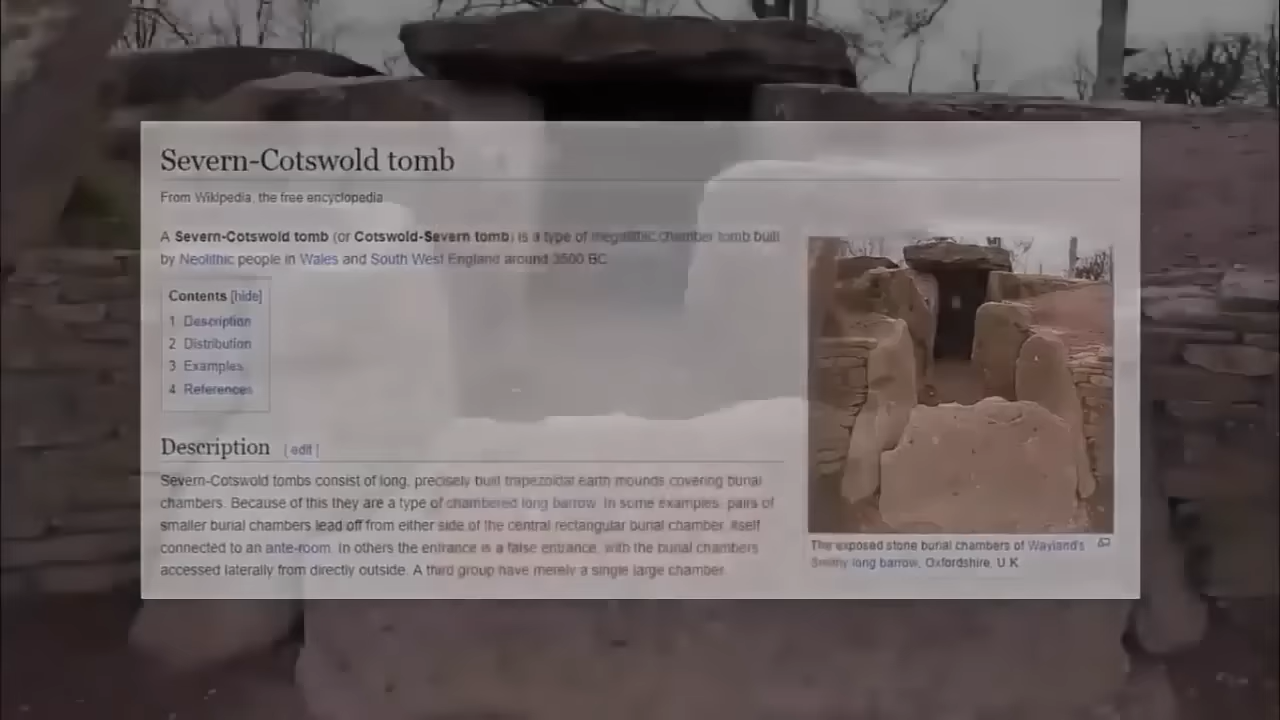 Severn-Cotswold tomb
From Wikipedia, the free encyclopedia
A Severn-Cotswold tomb (or Cotswold-Severn tomb) is a type of megalithic chamber tomb built
by Neolithic people in Wales and South West England around 3500 BC
Contents [hide]
1 Description
2 Distribution
3 Examples
4 References
Description [ edit ]
Severn-Cotswold tombs consist of long, precisely built trapezoidal earth mounds covering burial
chambers. Because of this they are a type of chambered long barrow. In some examples, pairs of
smaller burial chambers lead off from either side of the central rectangular burial chamber, itself
connected to an ante-room. In others the entrance is a false entrance, with the burial chambers
accessed laterally from directly outside. A third group have merely a single large chamber.
The exposed stone burial chambers of Wayland's
Smithy long barrow, Oxfordshire, U.K